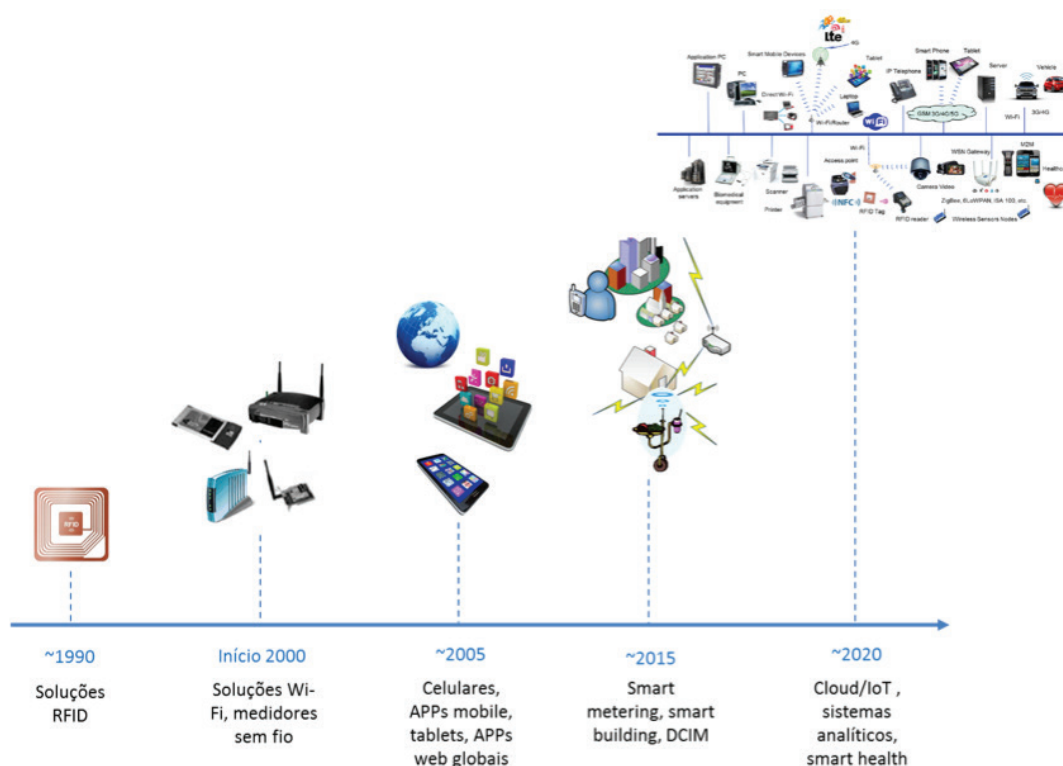 Lte
4G
Application PC
PC
Smart Mobile Devices
Direct Wi-Fi
Tablet
Laptop
Wi-Fi/Router
Wi Fi
IP Telephone
Smart Phone
Tablet
GSM 3G/4G/5G
Server
Wi-Fi
Vehicle
3G/4G
Application
servers
Biomedical
equipment
Scanner
Printer
Wi-Fi
Access point
NFC
RFID Tag
RFID reader
Camera Video
WSN Gateway
M2M
Healthc
ZigBee, 6LoWPAN, ISA 100, etc
Wireless Sensors Nodes
RFID
~1990
Soluções
RFID
Início 2000
Soluções Wi-
Fi, medidores
sem fio
~2005
Celulares,
APPs mobile,
tablets, APPs
web globais
~2015
Smart
metering, smart
building, DCIM
~2020
Cloud/IoT ,
sistemas
analíticos,
smart health